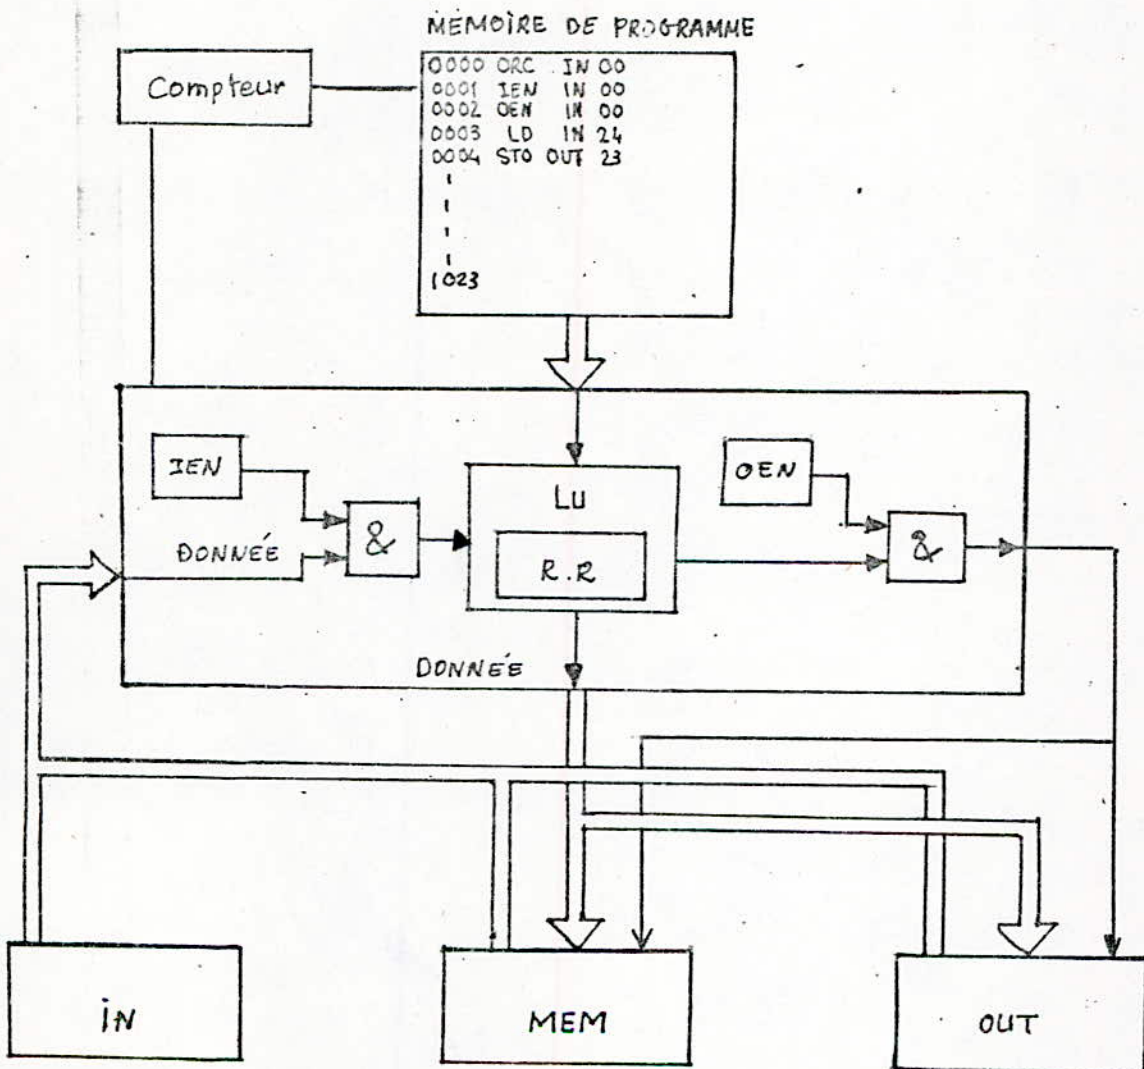 MÉMOIRE DE PROGRAMME
Compteur
0000 ORC IN 00
0001 IEN IN 00
0002 OEN IN 00
0003 LD IN 24
0004 STO OUT 23
1023
IEN
OEN
LU
&
&
DONNÉE
R.R
DONNÉE
IN
MEM
OUT